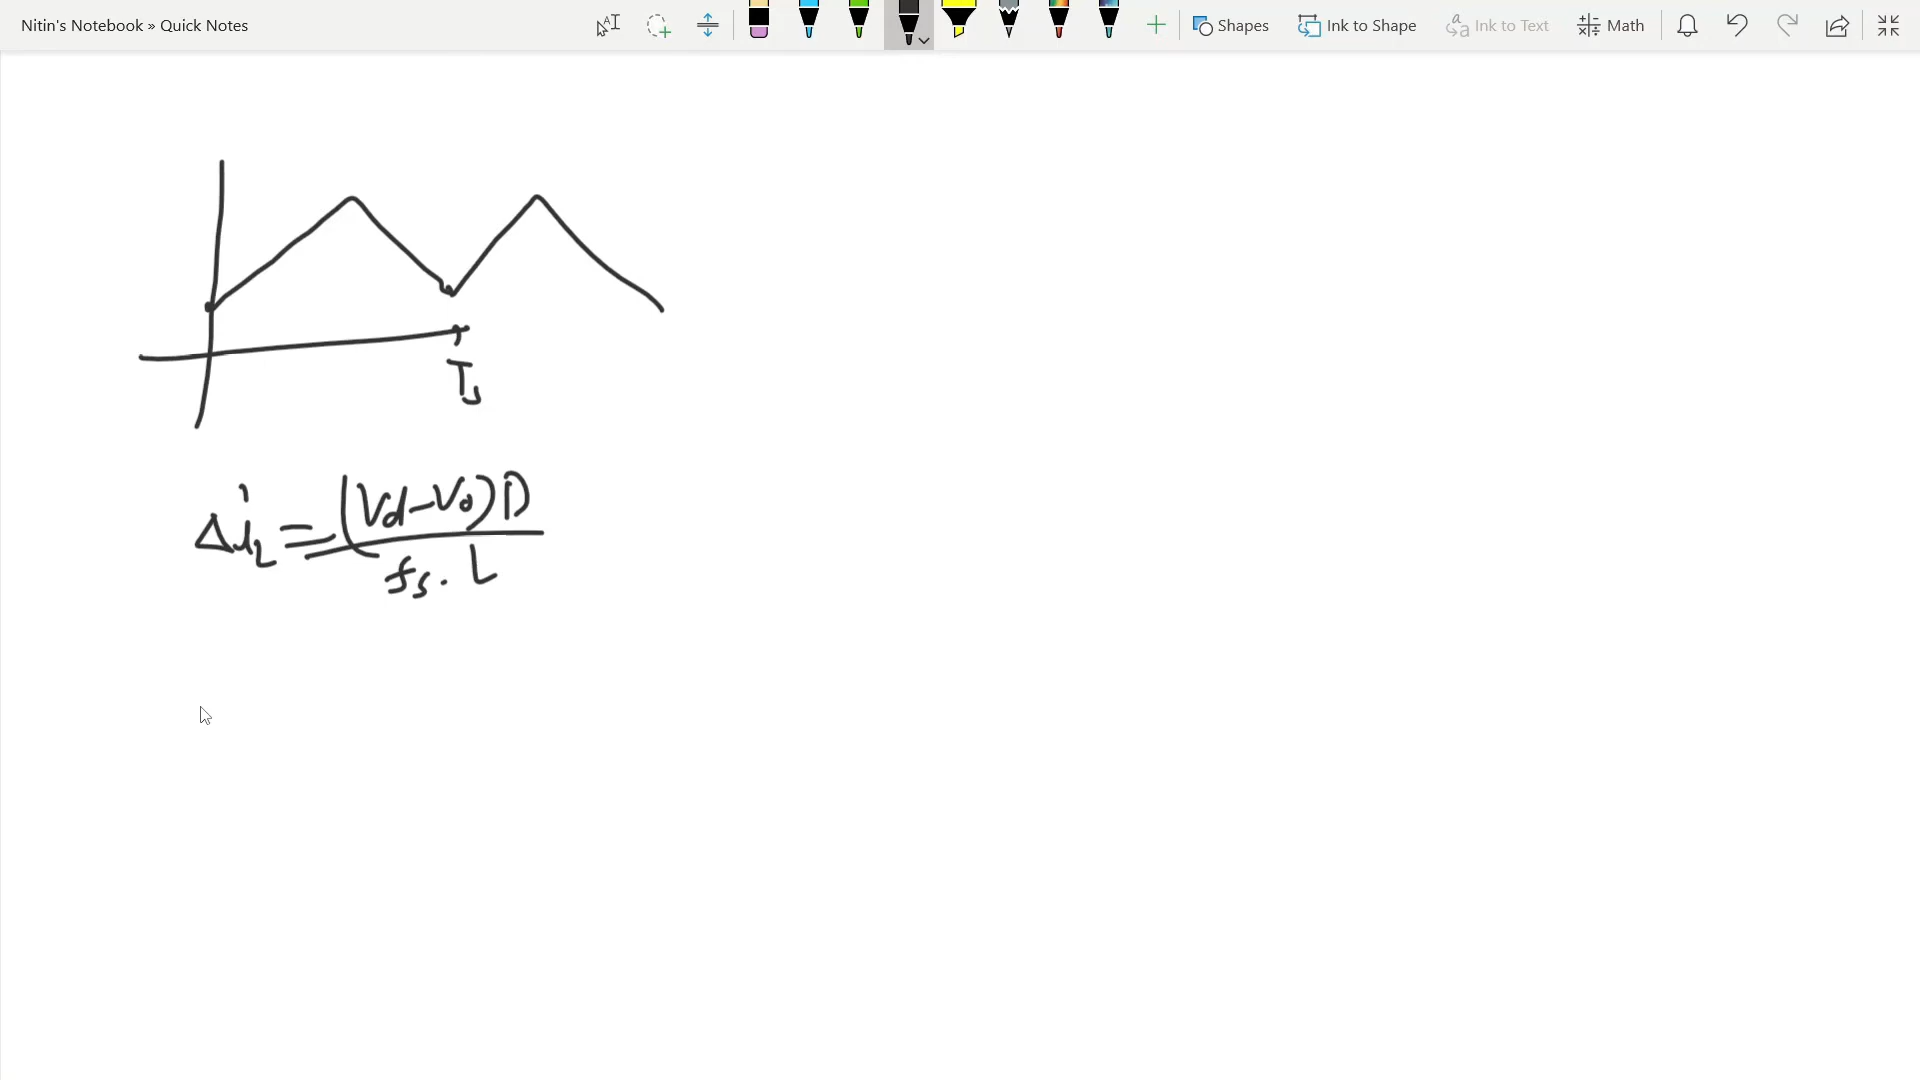 Nitin's Notebook » Quick Notes
Shapes
Ink to Shape
Ink to Text
Math
Ts
Δi_L = (Vd-Vo)D / fs . L